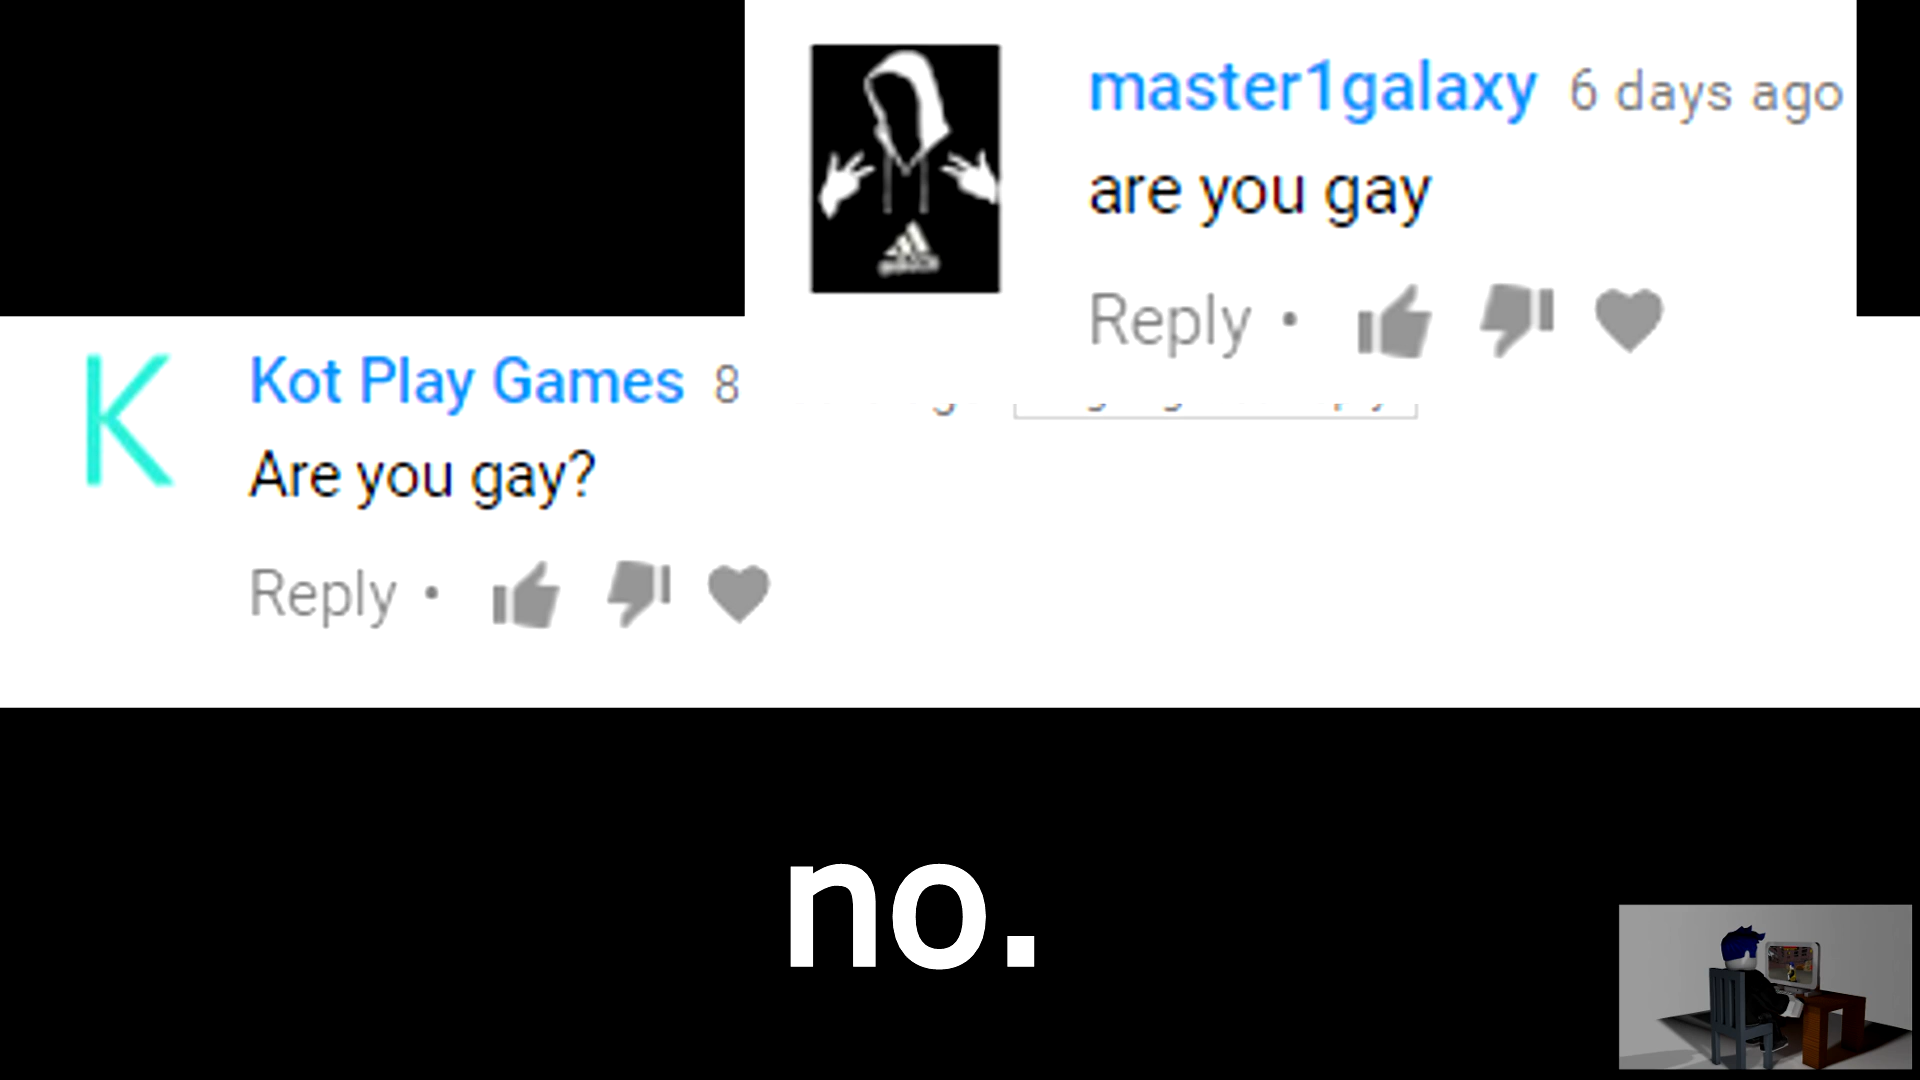 master1galaxy 6 days ago
are you gay
Reply •
Kot Play Games 8
Are you gay?
Reply •
no.